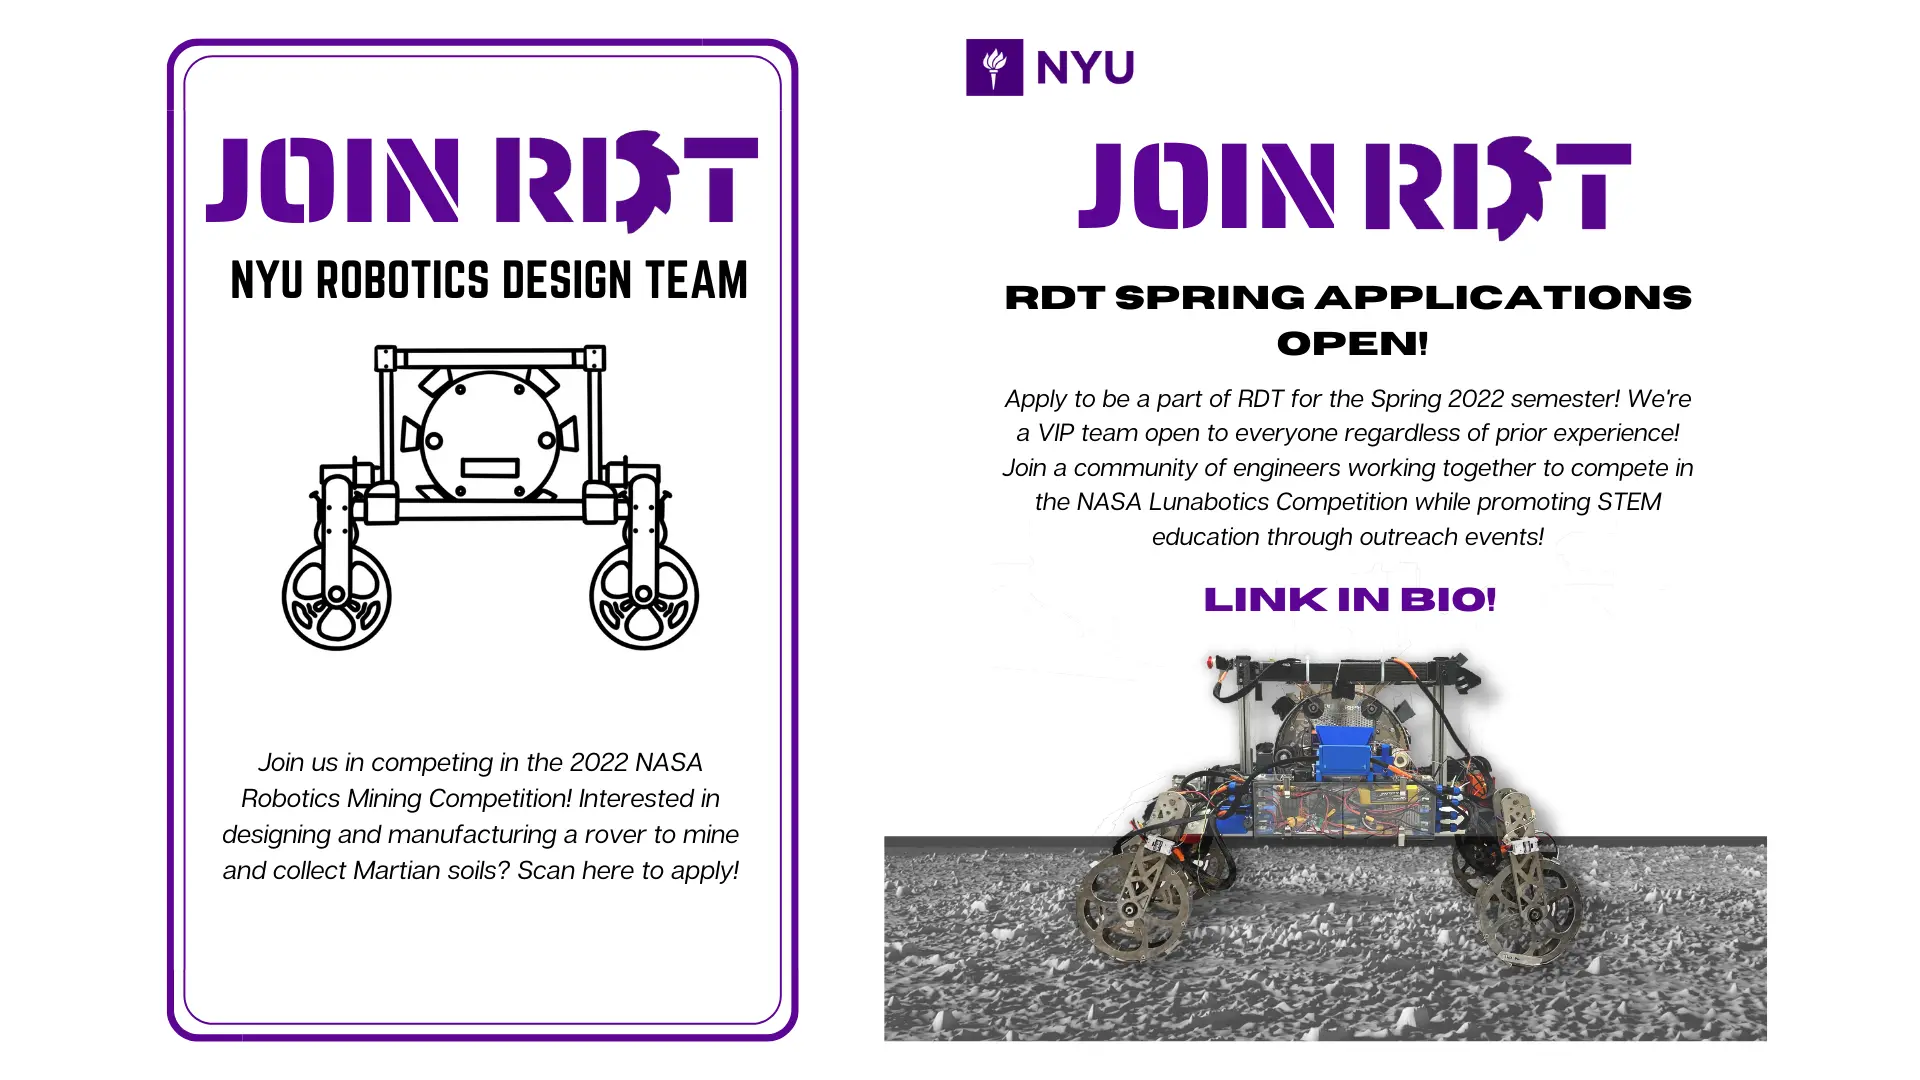 JOIN RDT
NYU ROBOTICS DESIGN TEAM
Join us in competing in the 2022 NASA
Robotics Mining Competition! Interested in
designing and manufacturing a rover to mine
and collect Martian soils? Scan here to apply!
NYU
JOIN RDT
RDT SPRING APPLICATIONS
OPEN!
Apply to be a part of RDT for the Spring 2022 semester! We're
a VIP team open to everyone regardless of prior experience!
Join a community of engineers working together to compete in
the NASA Lunabotics Competition while promoting STEM
education through outreach events!
LINK IN BIO!